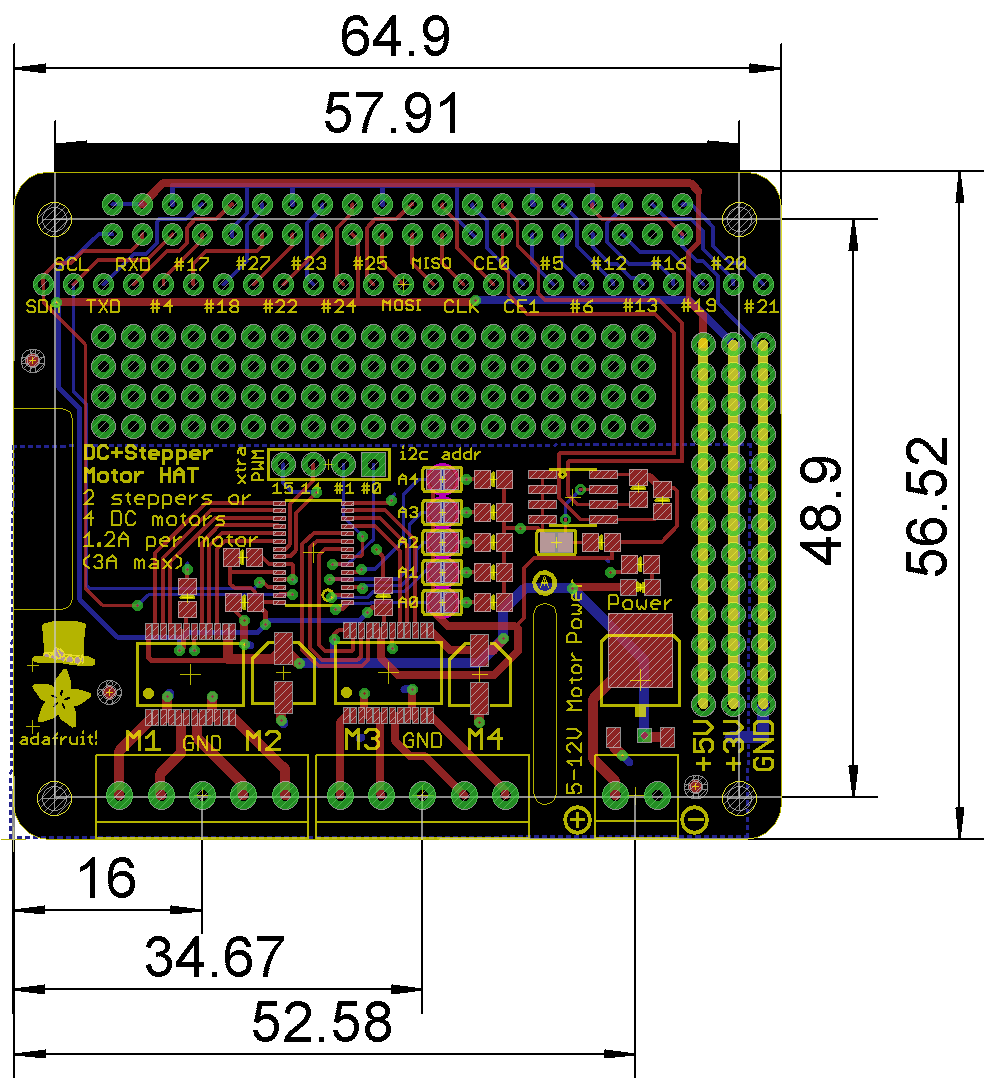 64.9
57.91
SCL RXD #17 #27 #23 #25 MISO CE0 #5 #12 #16 #20
SDA TXD #4 #18 #22 #24 MOSI CLK CE1 #6 #13 #19 #21
DC+Stepper
Motor HAT
2 steppers or
4 DC motors
1.2A per motor
(3A max)
xtra
PWM
15 14 #1 #0
i2c addr
A4
A3
A2
A1
A0
A
Power
5-12V Motor Power
+5V
+3V
GND
48.9
56.52
adafruit!
M1 GND M2 M3 GND M4
16
34.67
52.58